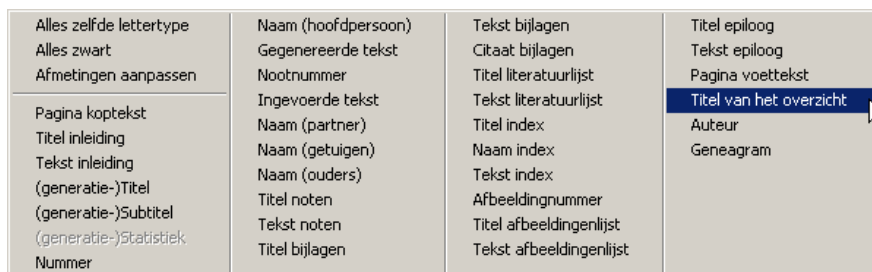 Alles zelfde lettertype
Alles zwart
Afmetingen aanpassen
Pagina koptekst
Titel inleiding
Tekst inleiding
(generatie-)Titel
(generatie-)Subtitel
(generatie-)Statistiek
Nummer
Naam (hoofdpersoon)
Gegenereerde tekst
Nootnummer
Ingevoerde tekst
Naam (partner)
Naam (getuigen)
Naam (ouders)
Titel noten
Tekst noten
Titel bijlagen
Tekst bijlagen
Citaat bijlagen
Titel literatuurlijst
Tekst literatuurlijst
Titel index
Naam index
Tekst index
Afbeeldingnummer
Titel afbeeldingenlijst
Tekst afbeeldingenlijst
Titel epiloog
Tekst epiloog
Pagina voettekst
Titel van het overzicht
Auteur
Geneagram